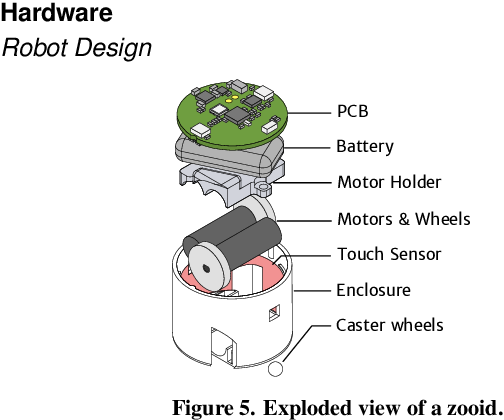 Hardware
Robot Design
PCB
Battery
Motor Holder
Motors & Wheels
Touch Sensor
Enclosure
Caster wheels
Figure 5. Exploded view of a zooid.